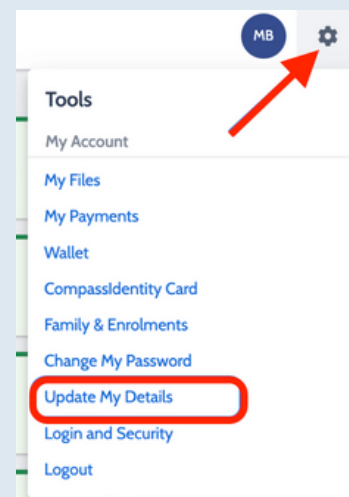 MB
Tools
My Account
My Files
My Payments
Wallet
CompassIdentity Card
Family & Enrolments
Change My Password
Update My Details
Login and Security
Logout